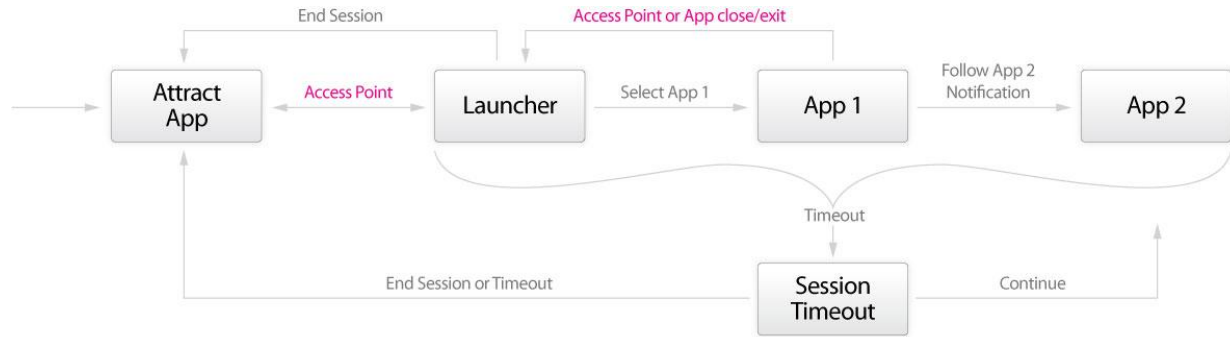 End Session
Access Point or App close/exit
Attract
App
Access Point
Launcher
Select App 1
App 1
Follow App 2
Notification
App 2
Timeout
End Session or Timeout
Session
Timeout
Continue